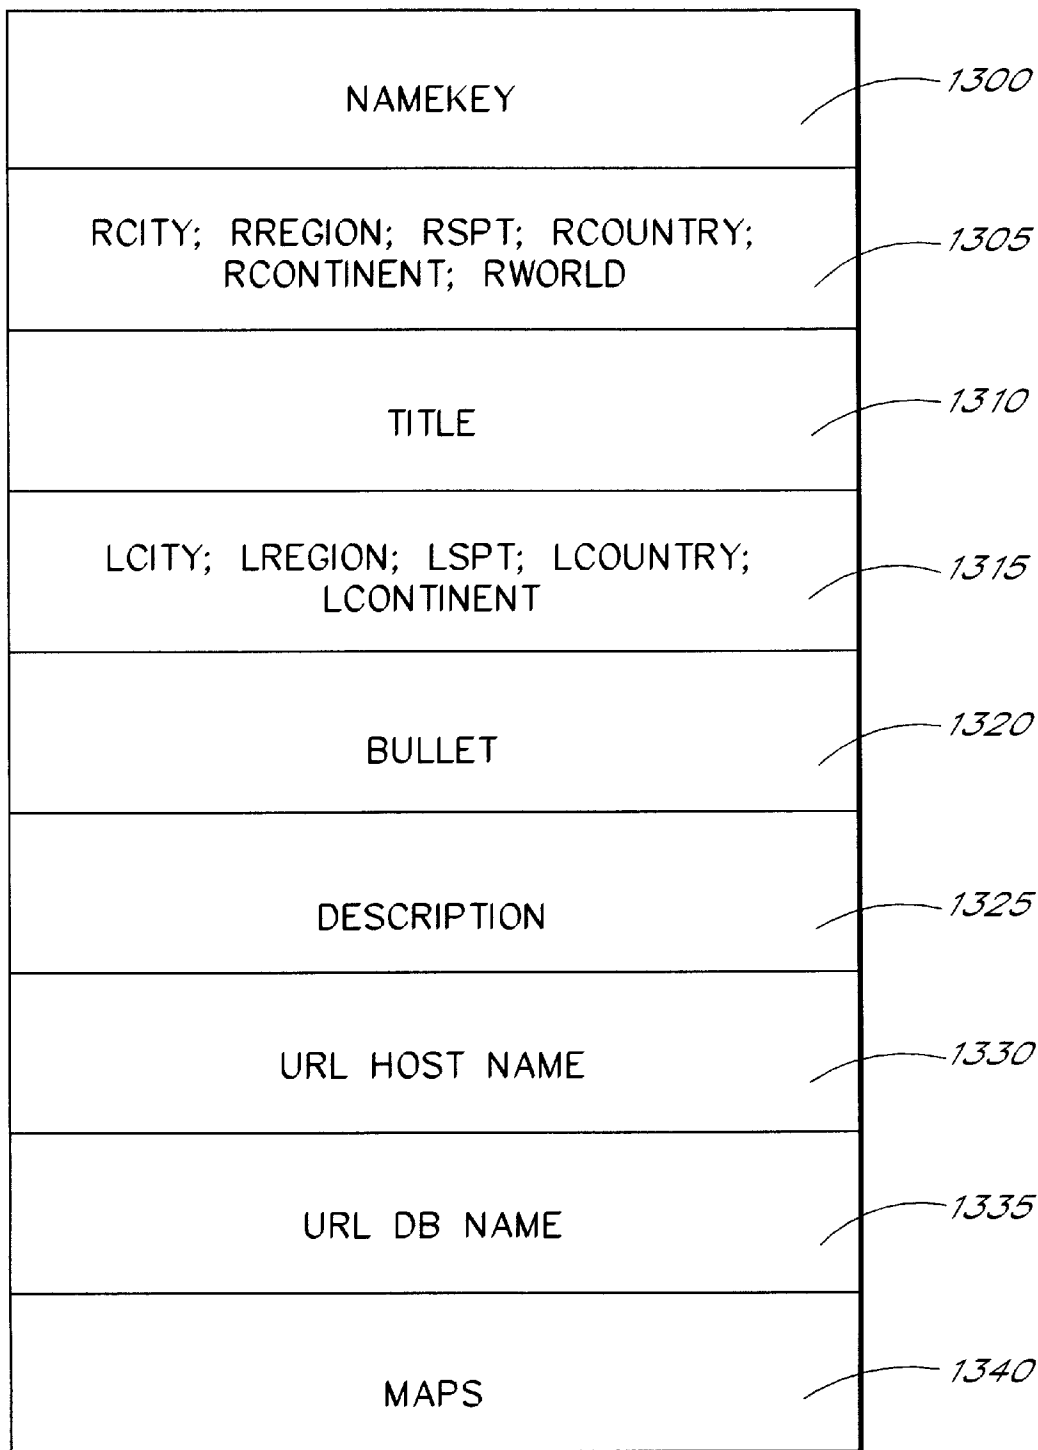 NAMEKEY
1300
RCITY; RREGION; RSPT; RCOUNTRY;
RCONTINENT; RWORLD
1305
TITLE
1310
LCITY; LREGION; LSPT; LCOUNTRY;
LCONTINENT
1315
BULLET
1320
DESCRIPTION
1325
URL HOST NAME
1330
URL DB NAME
1335
MAPS
1340